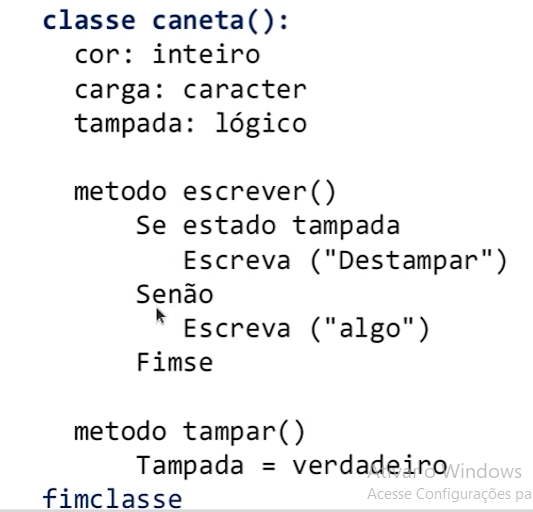 classe caneta():
cor: inteiro
carga: caracter
tampada: lógico
metodo escrever()
Se estado tampada
Escreva ("Destampar")
Senão
Escreva ("algo")
Fimse
metodo tampar()
Tampada = verdadeiro
Ativar o Windows
fimclasse
Acesse Configurações pa